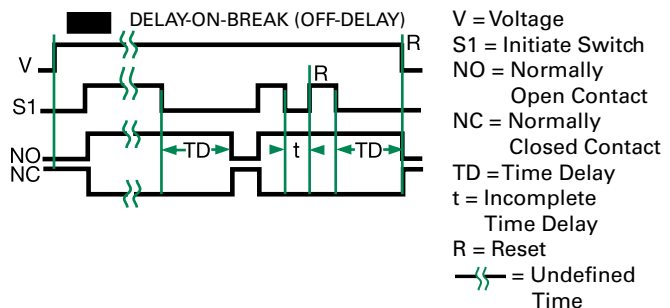 DELAY-ON-BREAK (OFF-DELAY)
V
R
S1
R
NO
NC
TD
t
TD
V = Voltage
S1 = Initiate Switch
NO = Normally
Open Contact
NC = Normally
Closed Contact
TD = Time Delay
t = Incomplete
Time Delay
R = Reset
= Undefined
Time